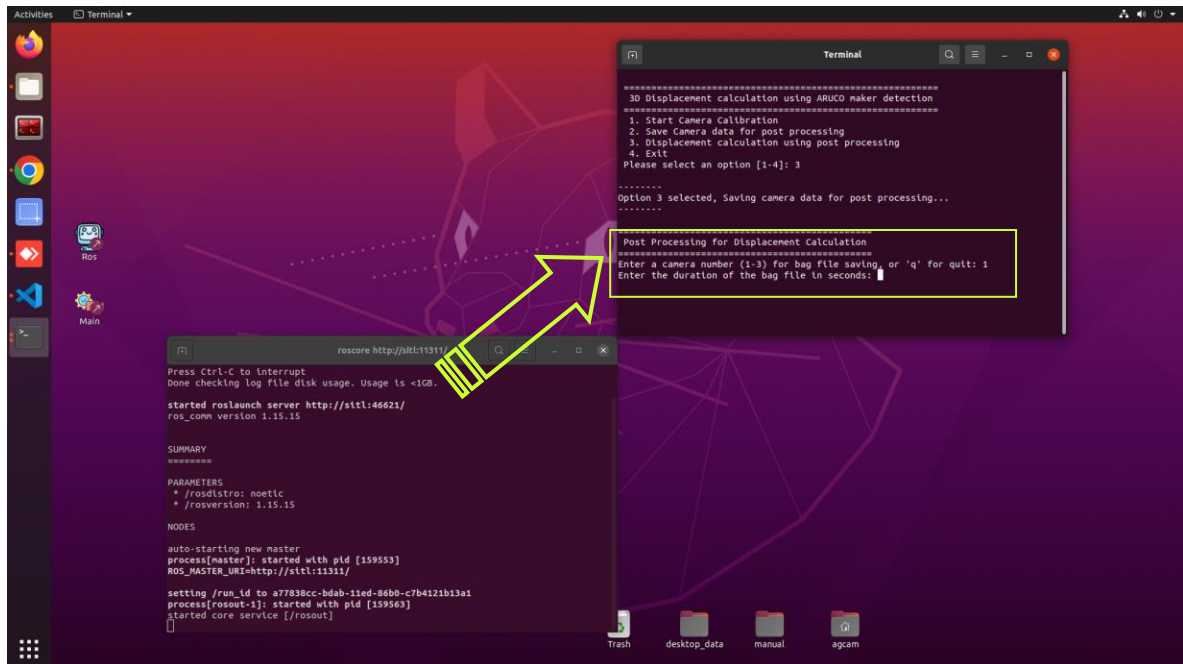 Activities
Terminal
Ros
Main
Terminal
=========================================================
3D Displacement calculation using ARUCO maker detection
=========================================================
1. Start Camera Calibration
2. Save Camera data for post processing
3. Displacement calculation using post processing
4. Exit
Please select an option [1-4]: 3
--------
Option 3 selected, Saving camera data for post processing...
--------
==============================================
Post Processing for Displacement Calculation
==============================================
Enter a camera number (1-3) for bag file saving, or 'q' for quit: 1
Enter the duration of the bag file in seconds:
roscore http://sitl:11311/
Press Ctrl-C to interrupt
Done checking log file disk usage. Usage is <1GB.
started roslaunch server http://sitl:46621/
ros_comm version 1.15.15
SUMMARY
========
PARAMETERS
* /rosdistro: noetic
* /rosversion: 1.15.15
NODES
auto-starting new master
process[master]: started with pid [159553]
ROS_MASTER_URI=http://sitl:11311/
setting /run_id to a77838cc-bdab-11ed-86b0-c7b4121b13a1
process[rosout-1]: started with pid [159563]
started core service [/rosout]
Trash
desktop_data
manual
agcam